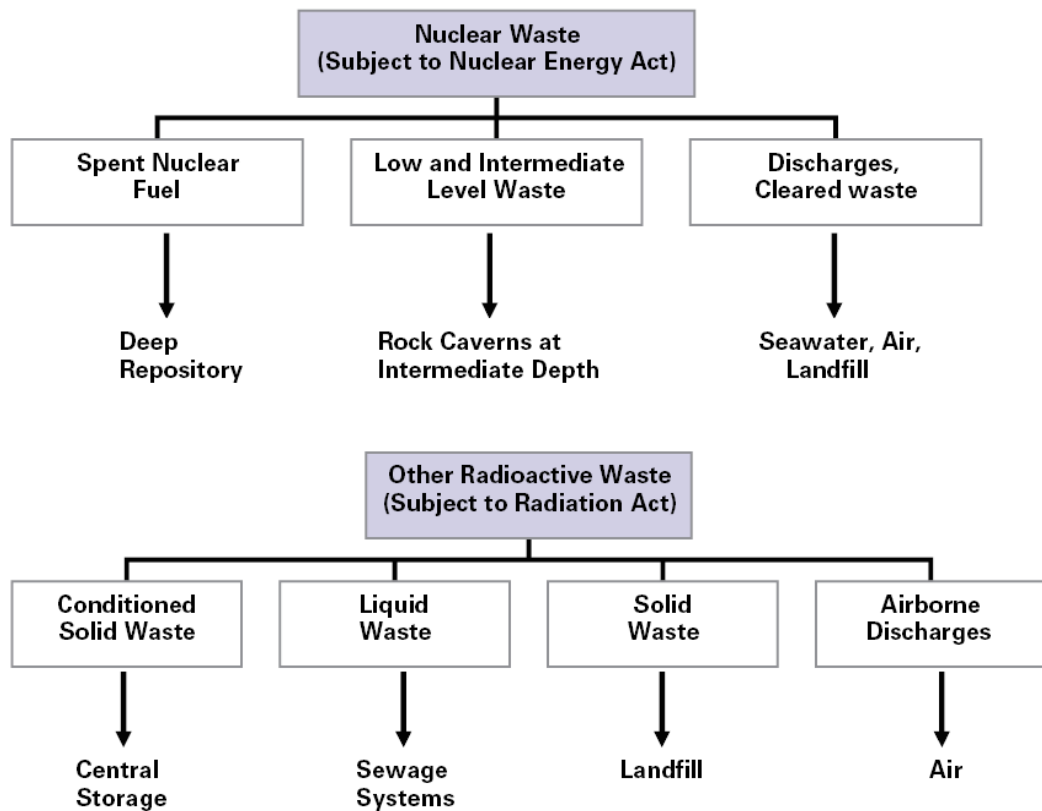 Nuclear Waste
(Subject to Nuclear Energy Act)
Spent Nuclear
Fuel
Low and Intermediate
Level Waste
Discharges,
Cleared waste
Deep
Repository
Rock Caverns at
Intermediate Depth
Seawater, Air,
Landfill
Other Radioactive Waste
(Subject to Radiation Act)
Conditioned
Solid Waste
Liquid
Waste
Solid
Waste
Airborne
Discharges
Central
Storage
Sewage
Systems
Landfill
Air